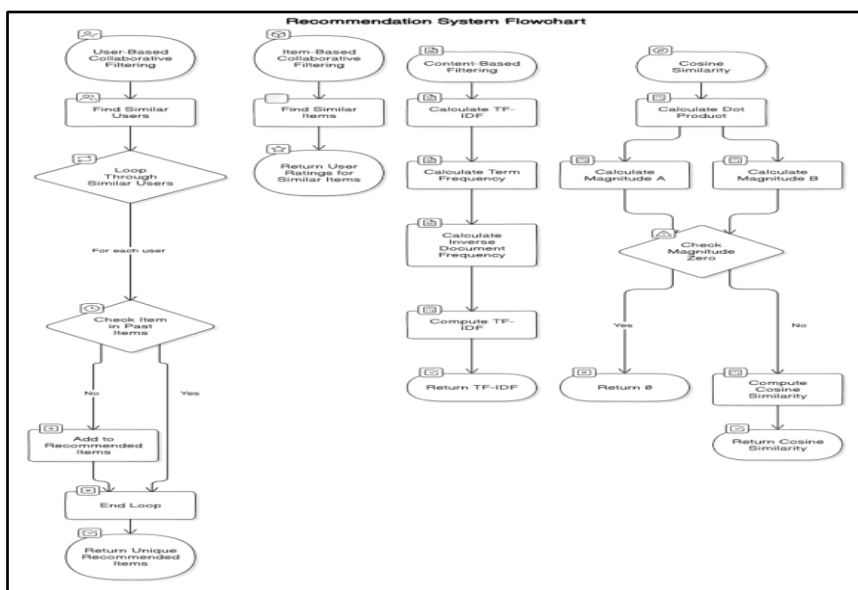 Recommendation System Flowchart
User-Based
Collaborative
Filtering
Find Similar
Users
Loop
Through
Similar Users
For each user
Check Item
in Past
Items
No
Yes
Add to
Recommended
Items
End Loop
Return Unique
Recommended
Items
Item-Based
Collaborative
Filtering
Find Similar
Items
Return User
Ratings for
Similar Items
Content-Based
Filtering
Calculate TF-
IDF
Calculate Term
Frequency
Calculate
Inverse
Document
Frequency
Compute TF-
IDF
Return TF-IDF
Cosine
Similarity
Calculate Dot
Product
Calculate
Magnitude A
Calculate
Magnitude B
Check
Magnitude
Zero
Yes
No
Return 0
Compute
Cosine
Similarity
Return Cosine
Similarity